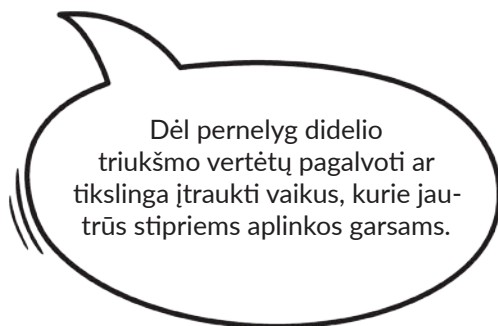 Dėl pernelyg didelio
triukšmo vertėtų pagalvoti ar
tikslinga įtraukti vaikus, kurie jau-
trūs stipriems aplinkos garsams.